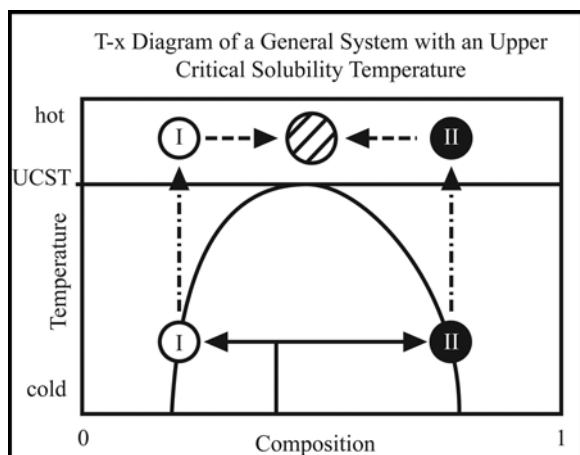 T-x Diagram of a General System with an Upper
Critical Solubility Temperature
hot
I
II
UCST
Temperature
I
II
cold
0
Composition
1